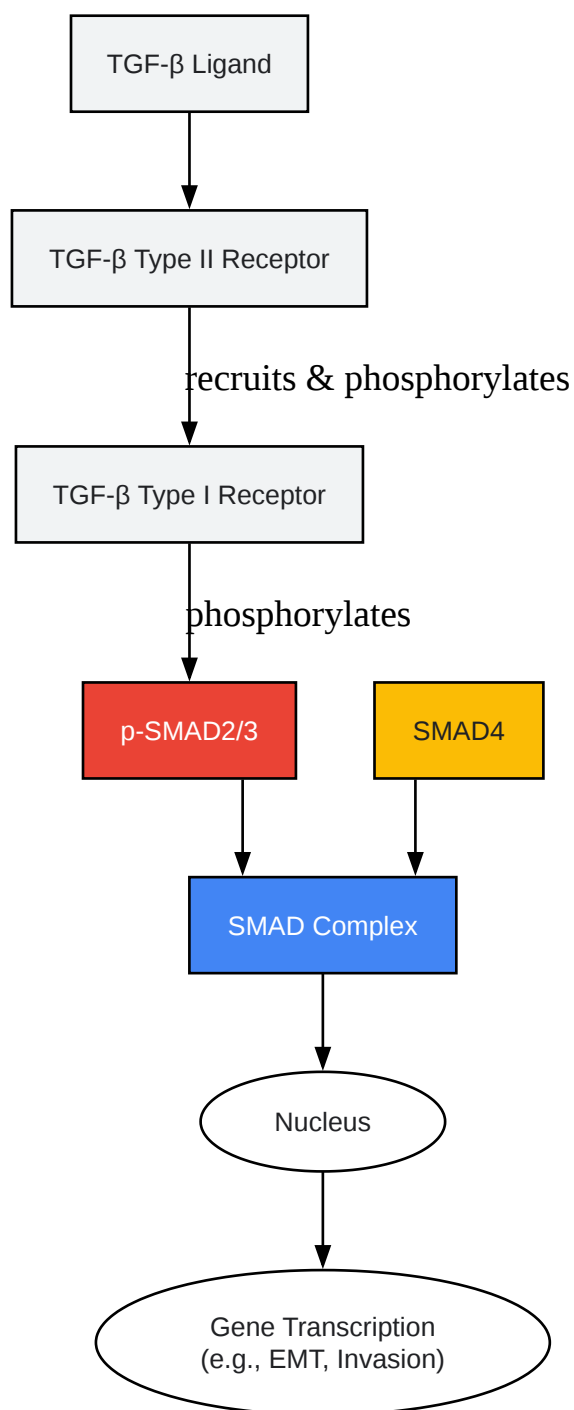 TGF-β Ligand
TGF-β Type II Receptor
recruits & phosphorylates
TGF-β Type I Receptor
phosphorylates
p-SMAD2/3
SMAD4
SMAD Complex
Nucleus
Gene Transcription
(e.g., EMT, Invasion)